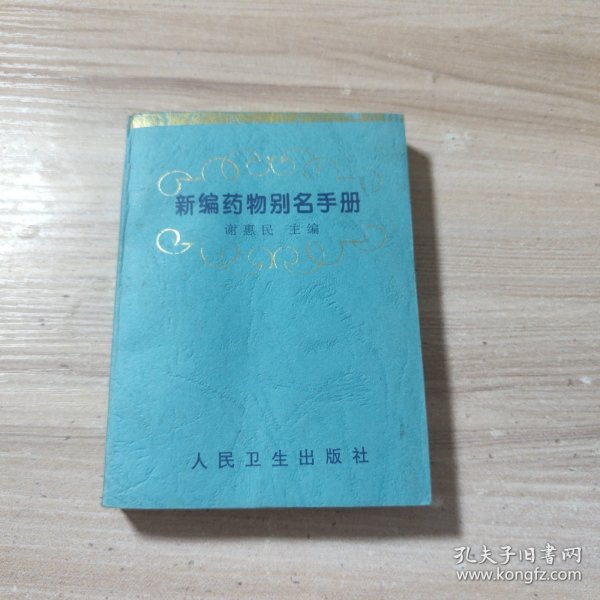 新编药物别名手册
谢惠民 主编
人民卫生出版社
孔夫子旧书网
www.kongfz.com